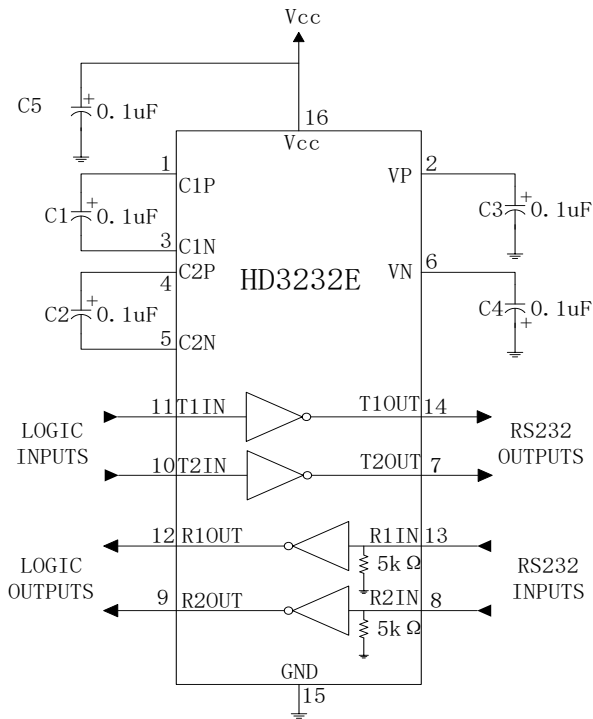 Vcc
C5
+
0.1uF
16
Vcc
1
C1P
2
VP
C1
+
0.1uF
C3
+
0.1uF
3
C1N
C2P
4
HD3232E
VN
6
C2
+
0.1uF
C4
0.1uF
+
5
C2N
11
T1IN
T1OUT
14
LOGIC
INPUTS
RS232
OUTPUTS
10
T2IN
T2OUT
7
12
R1OUT
R1IN
13
5kΩ
LOGIC
OUTPUTS
RS232
INPUTS
9
R2OUT
R2IN
8
5kΩ
GND
15